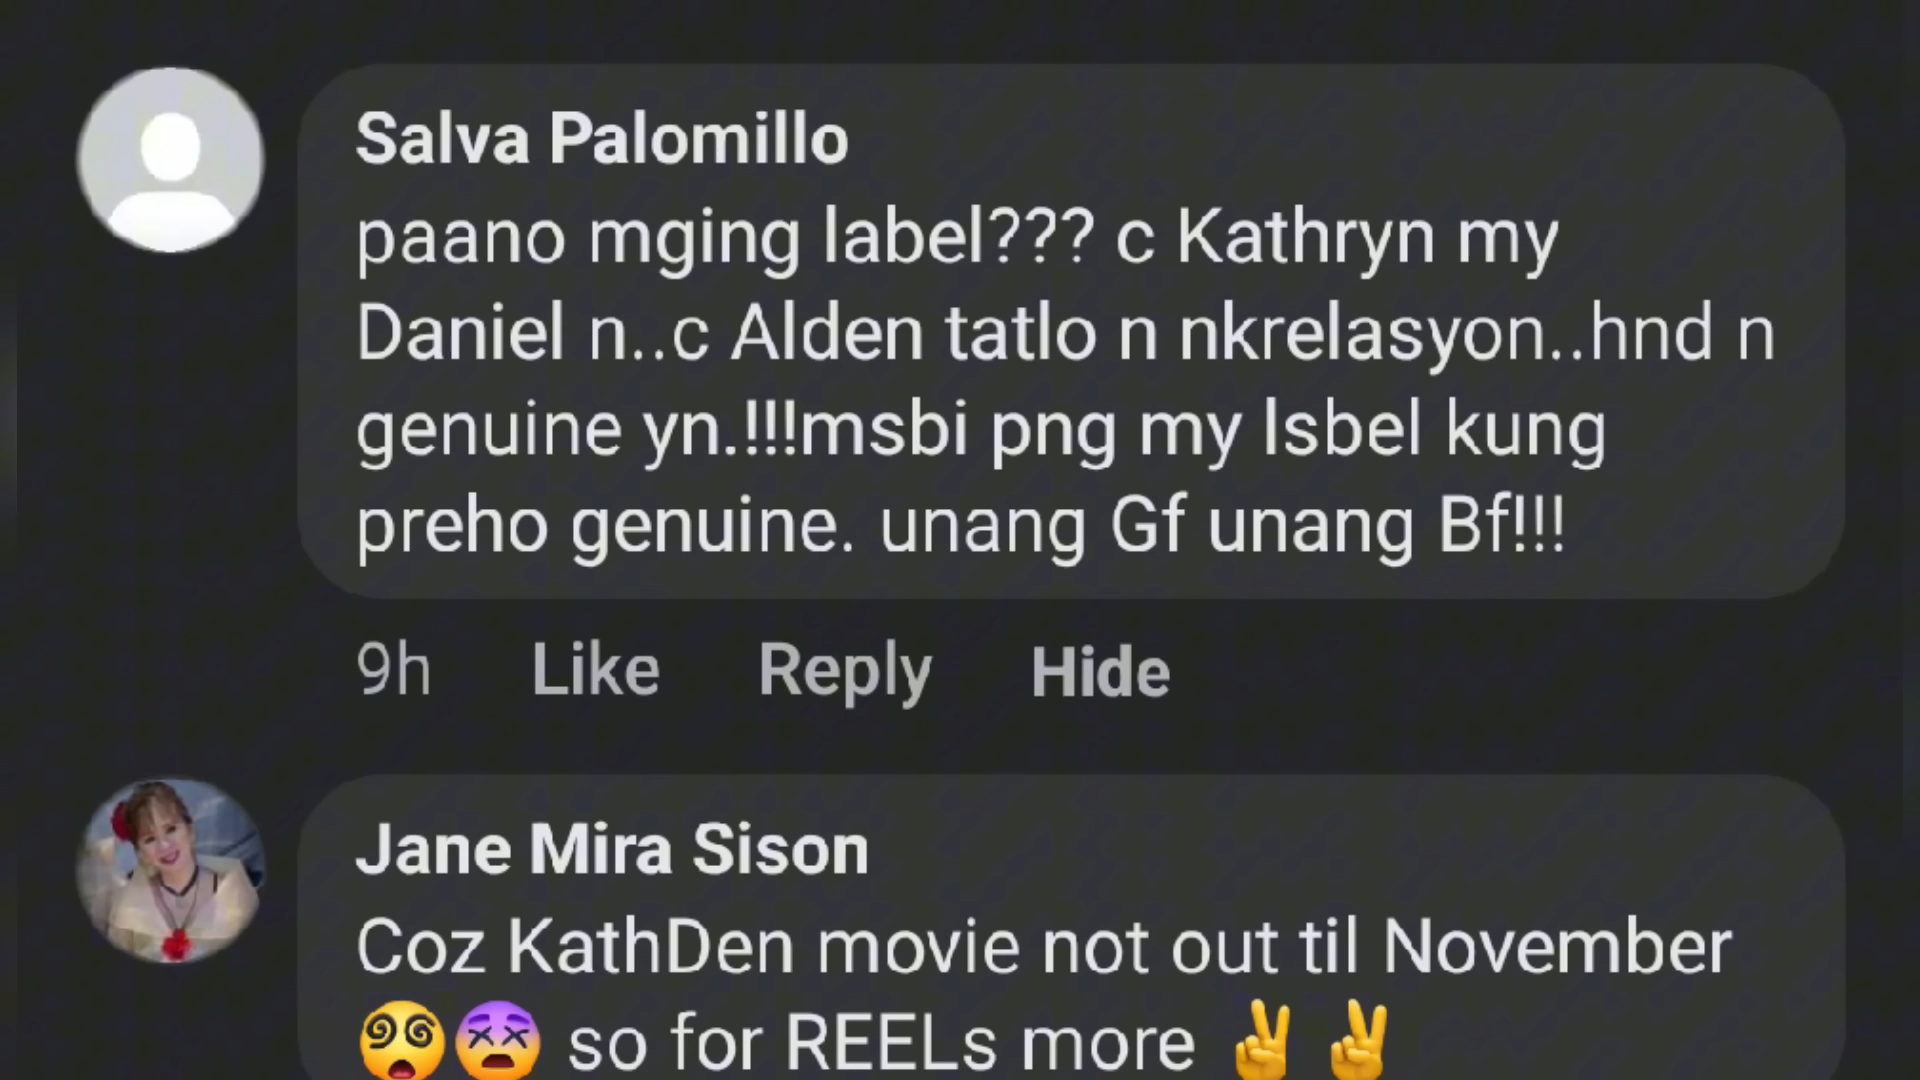 Salva Palomillo
paano mging label??? c Kathryn my
Daniel n..c Alden tatlo n nkrelasyon..hnd n
genuine yn.!!!msbi png my lsbel kung
preho genuine. unang Gf unang Bf!!!
9h Like Reply Hide
Jane Mira Sison
Coz KathDen movie not out til November
😵‍💫😵 so for REELs more ✌️✌️